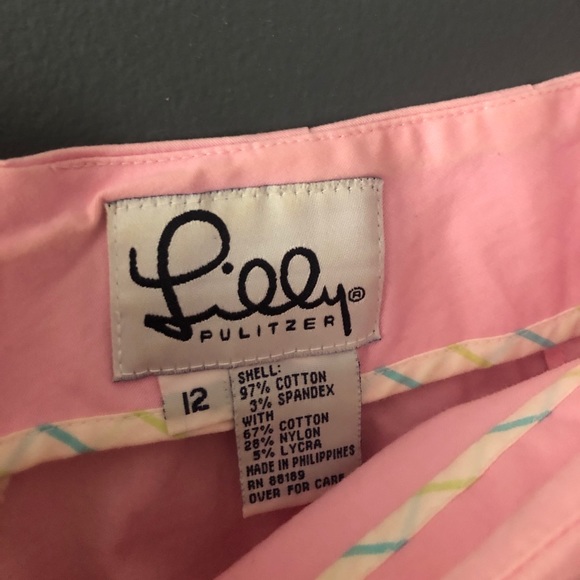 Lilly®
PULITZER
12
SHELL:
97% COTTON
3% SPANDEX
WITH
67% COTTON
28% NYLON
5% LYCRA
MADE IN PHILIPPINES
RN 88189
OVER FOR CARE